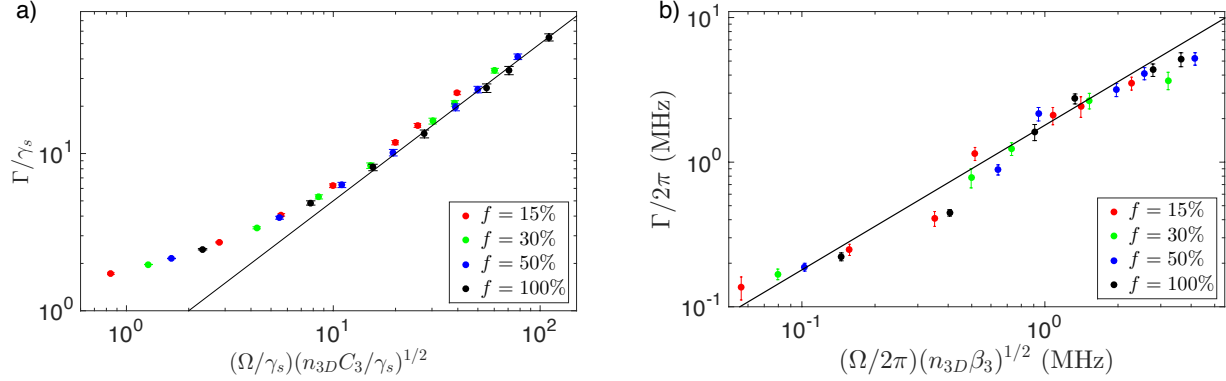 a)
Γ/γ_s
10^2
10^1
10^0
f = 15%
f = 30%
f = 50%
f = 100%
10^0
10^1
10^2
(Ω/γ_s)(n_{3D}C_3/γ_s)^{1/2}
b)
Γ/2π (MHz)
10^1
10^0
10^{-1}
f = 15%
f = 30%
f = 50%
f = 100%
10^{-1}
10^0
(Ω/2π)(n_{3D}β_3)^{1/2} (MHz)